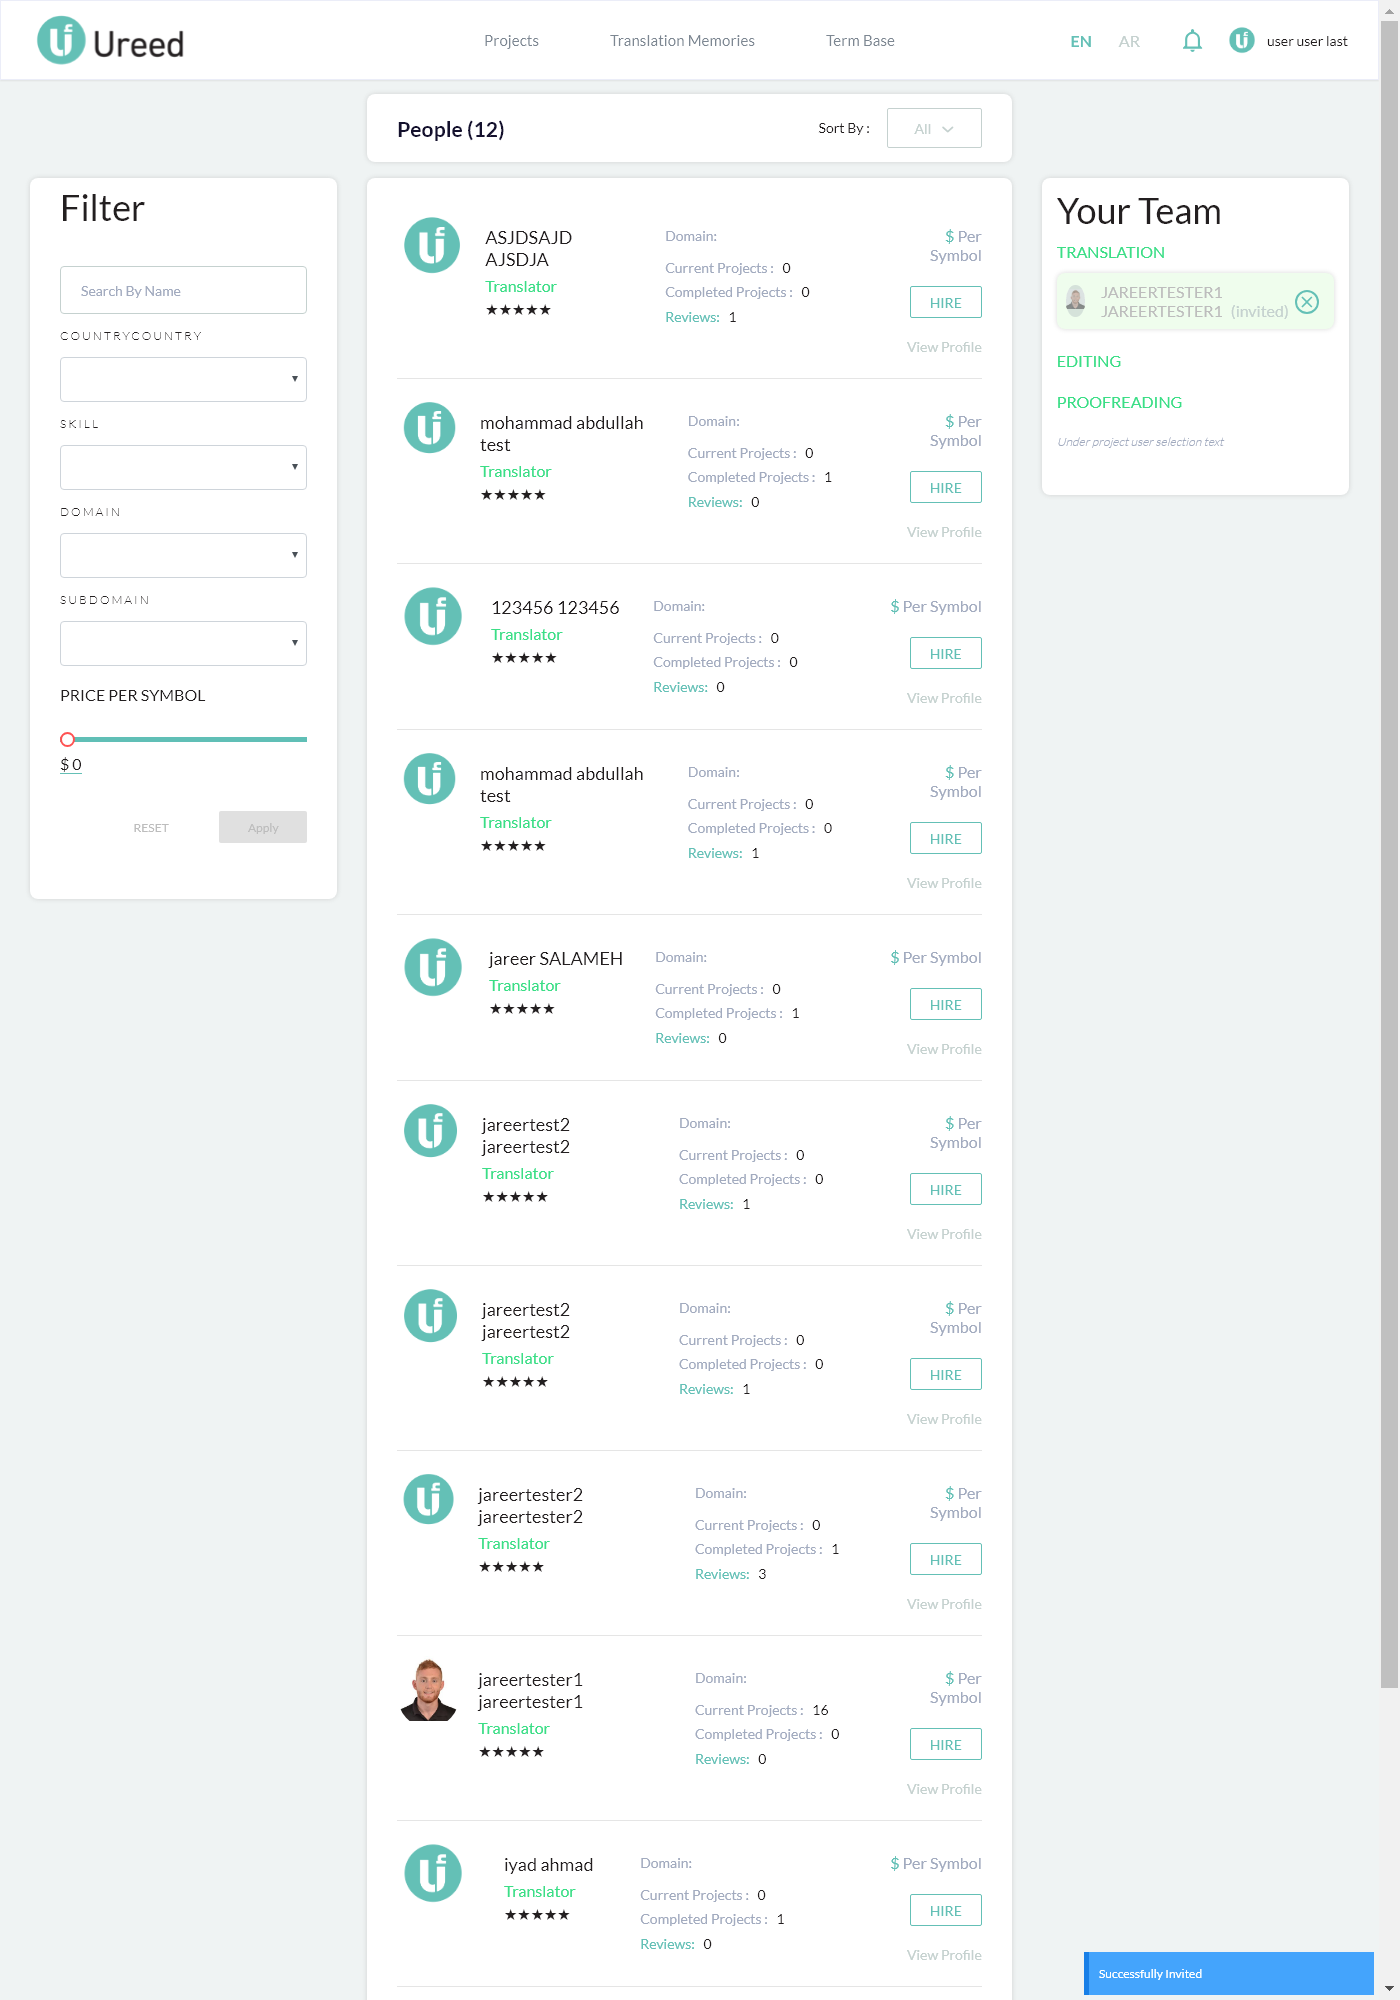 Ureed
Projects
Translation Memories
Term Base
EN
AR
user user last
People (12)
Sort By :
All
Filter
Search By Name
COUNTRYCOUNTRY
SKILL
DOMAIN
SUBDOMAIN
PRICE PER SYMBOL
$ 0
RESET
Apply
ASJDSAJD
AJSDJA
Translator
★★★★★
Domain:
Current Projects : 0
Completed Projects : 0
Reviews: 1
$ Per
Symbol
HIRE
View Profile
mohammad abdullah
test
Translator
★★★★★
Domain:
Current Projects : 0
Completed Projects : 1
Reviews: 0
$ Per
Symbol
HIRE
View Profile
123456 123456
Translator
★★★★★
Domain:
Current Projects : 0
Completed Projects : 0
Reviews: 0
$ Per Symbol
HIRE
View Profile
mohammad abdullah
test
Translator
★★★★★
Domain:
Current Projects : 0
Completed Projects : 0
Reviews: 1
$ Per
Symbol
HIRE
View Profile
jareer SALAMEH
Translator
★★★★★
Domain:
Current Projects : 0
Completed Projects : 1
Reviews: 0
$ Per Symbol
HIRE
View Profile
jareertest2
jareertest2
Translator
★★★★★
Domain:
Current Projects : 0
Completed Projects : 0
Reviews: 1
$ Per
Symbol
HIRE
View Profile
jareertest2
jareertest2
Translator
★★★★★
Domain:
Current Projects : 0
Completed Projects : 0
Reviews: 1
$ Per
Symbol
HIRE
View Profile
jareertester2
jareertester2
Translator
★★★★★
Domain:
Current Projects : 0
Completed Projects : 1
Reviews: 3
$ Per
Symbol
HIRE
View Profile
jareertester1
jareertester1
Translator
★★★★★
Domain:
Current Projects : 16
Completed Projects : 0
Reviews: 0
$ Per
Symbol
HIRE
View Profile
iyad ahmad
Translator
★★★★★
Domain:
Current Projects : 0
Completed Projects : 1
Reviews: 0
$ Per Symbol
HIRE
View Profile
Your Team
TRANSLATION
JAREERTESTER1
JAREERTESTER1 (invited)
EDITING
PROOFREADING
Under project user selection text
Successfully Invited